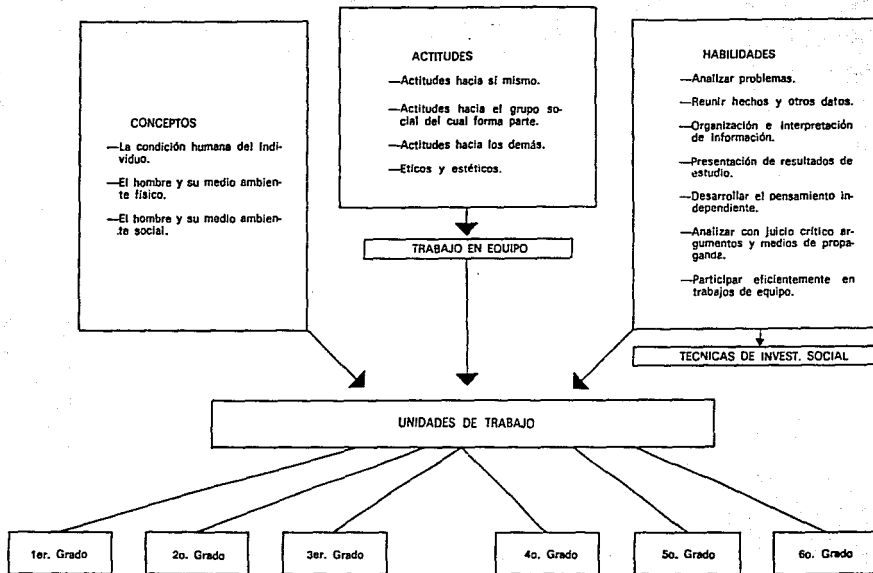 CONCEPTOS
—La condición humana del indi-
viduo.
—El hombre y su medio ambien-
te físico.
—El hombre y su medio ambien-
te social.
ACTITUDES
—Actitudes hacia sí mismo.
—Actitudes hacia el grupo so-
cial del cual forma parte.
—Actitudes hacia los demás.
—Eticos y estéticos.
TRABAJO EN EQUIPO
HABILIDADES
—Analizar problemas.
—Reunir hechos y otros datos.
—Organización e interpretación
de información.
—Presentación de resultados de
estudio.
—Desarrollar el pensamiento in-
dependiente.
—Analizar con juicio crítico ar-
gumentos y medios de propa-
ganda.
—Participar eficientemente en
trabajos de equipo.
TECNICAS DE INVEST. SOCIAL
UNIDADES DE TRABAJO
1er. Grado
2o. Grado
3er. Grado
4o. Grado
5o. Grado
6o. Grado